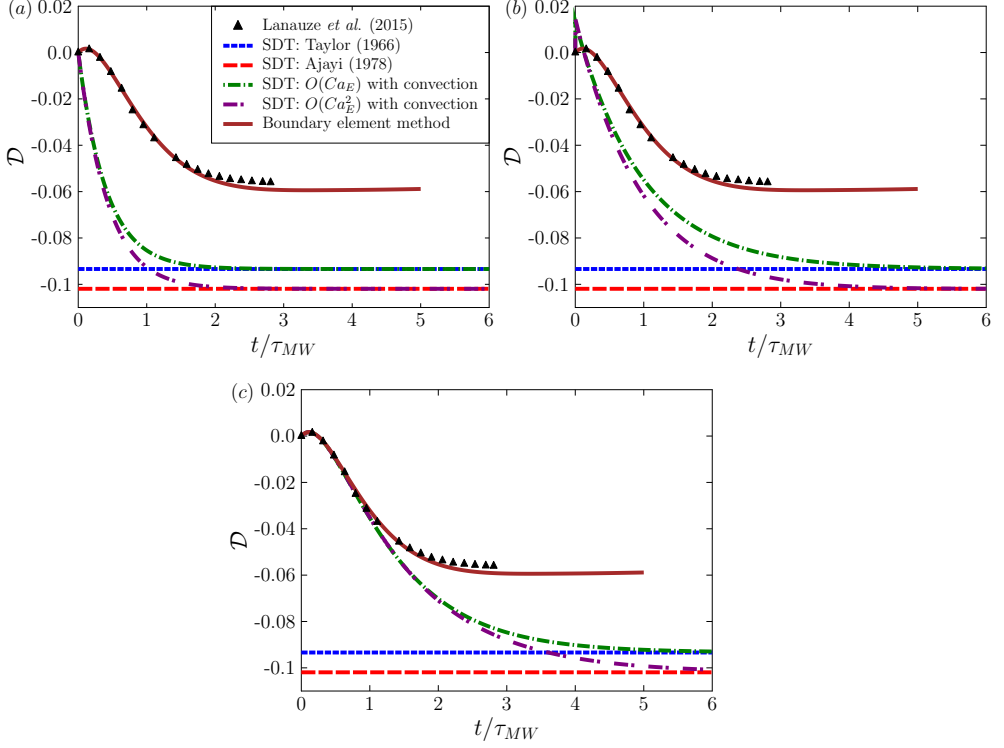 (a)
0.02
0.0
-0.02
-0.04
-0.06
-0.08
-0.1
𝒟
0 1 2 3 4 5 6
t/τ_MW
Lanauze et al. (2015)
SDT: Taylor (1966)
SDT: Ajayi (1978)
SDT: O(Ca_E) with convection
SDT: O(Ca_E^2) with convection
Boundary element method
(b)
0.02
0.0
-0.02
-0.04
-0.06
-0.08
-0.1
𝒟
0 1 2 3 4 5 6
t/τ_MW
(c)
0.02
0.0
-0.02
-0.04
-0.06
-0.08
-0.1
𝒟
0 1 2 3 4 5 6
t/τ_MW